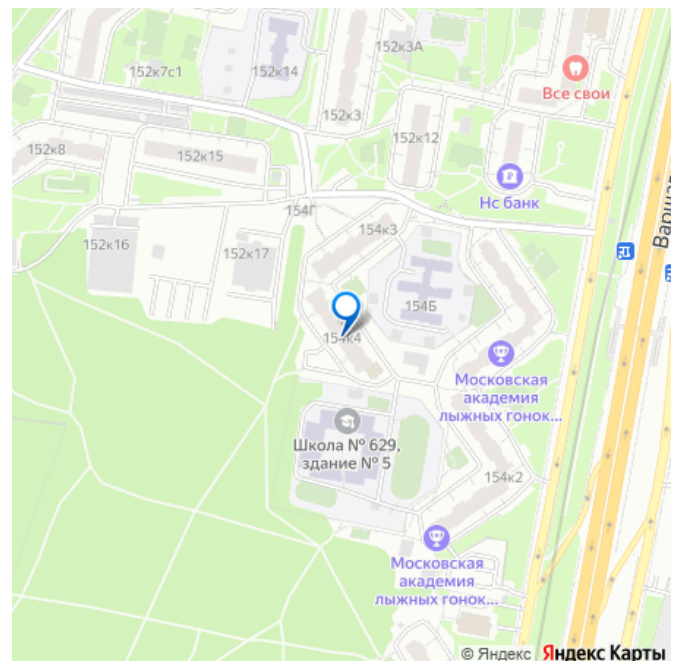 152к3А
152к7с1
152к14
Все свои
152к3
152к12
152к8
152к15
Нс банк
154Г
154к3
Варшав
152к16
152к17
154Б
154к4
Московская
академия
лыжных гонок...
Школа № 629,
здание № 5
154к2
Московская
академия
лыжных гонок...
© Яндекс Яндекс Карты